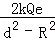 2kQe
d² − R²